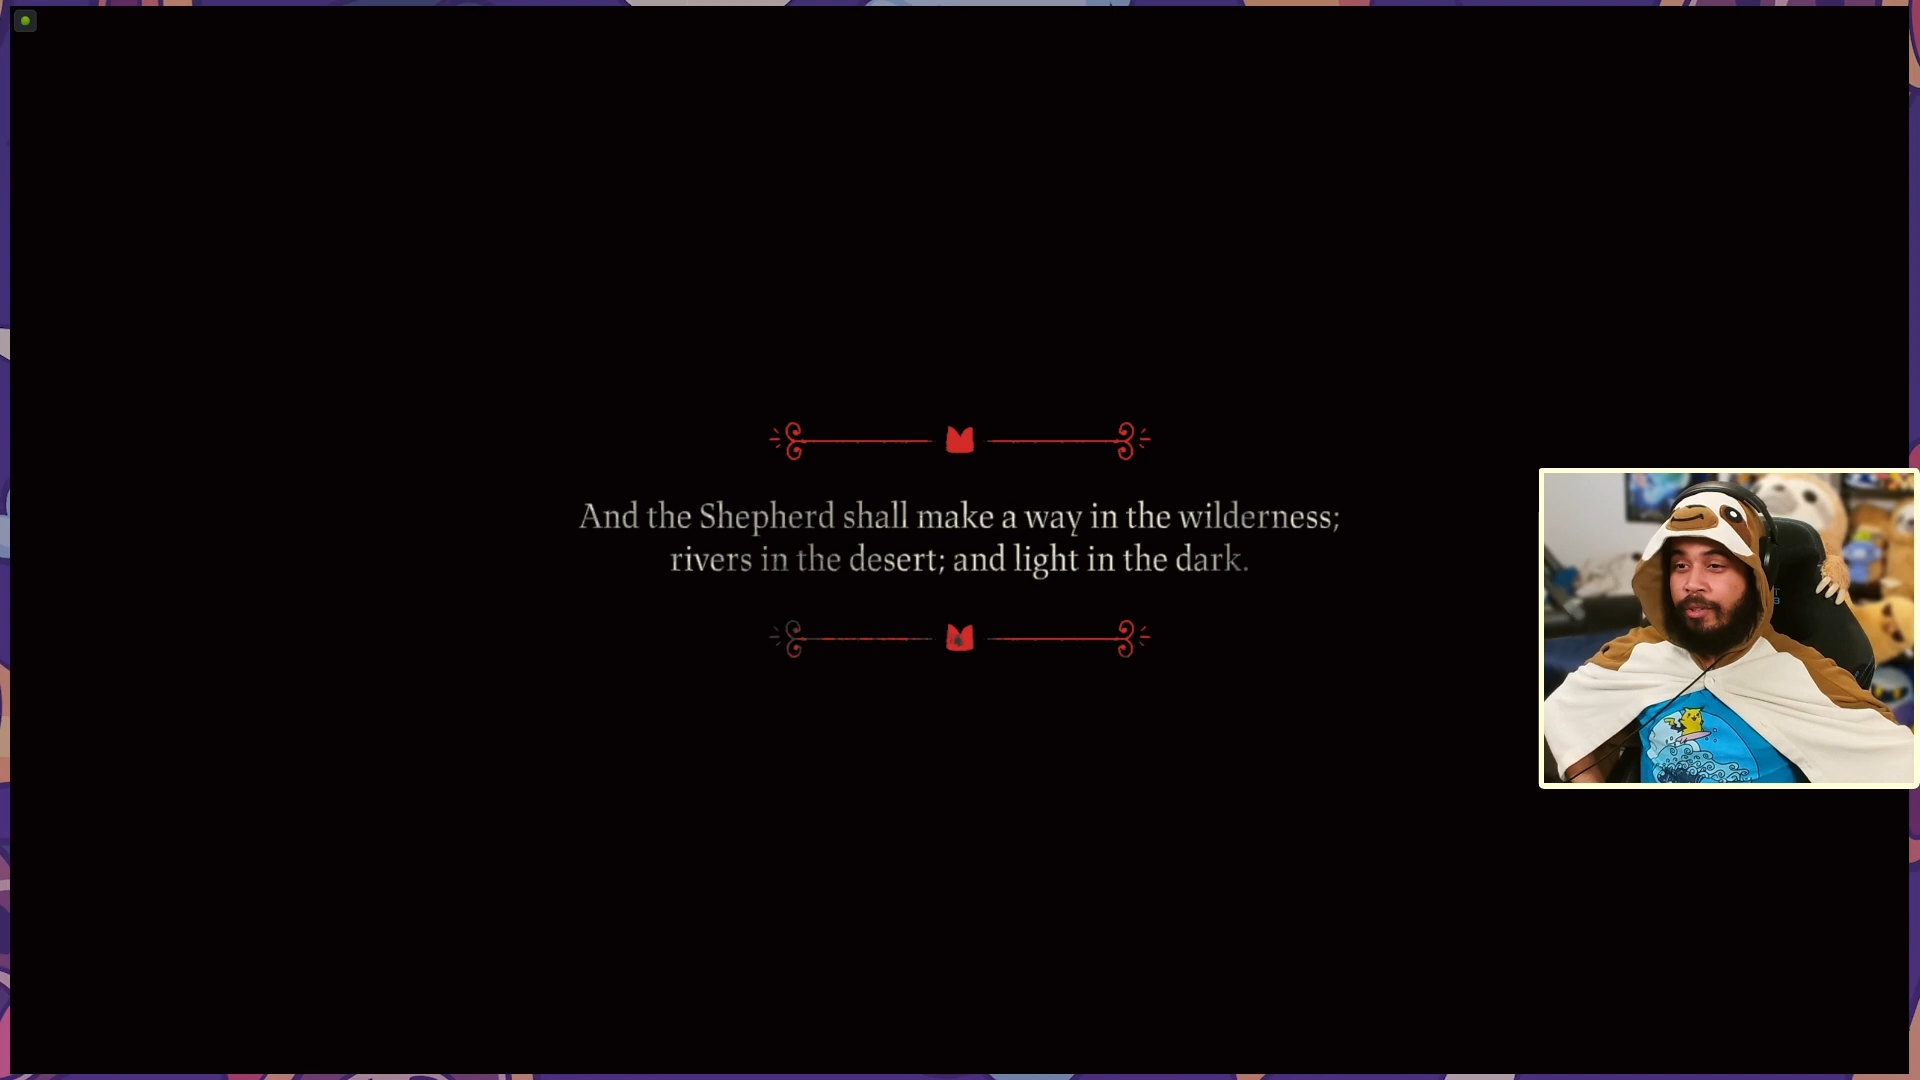 And the Shepherd shall make a way in the wilderness;
rivers in the desert; and light in the dark.